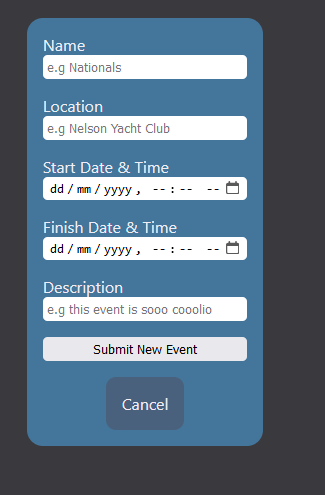 Name
e.g Nationals
Location
e.g Nelson Yacht Club
Start Date & Time
dd/mm/yyyy, --:-- --
Finish Date & Time
dd/mm/yyyy, --:-- --
Description
e.g this event is sooo cooolio
Submit New Event
Cancel